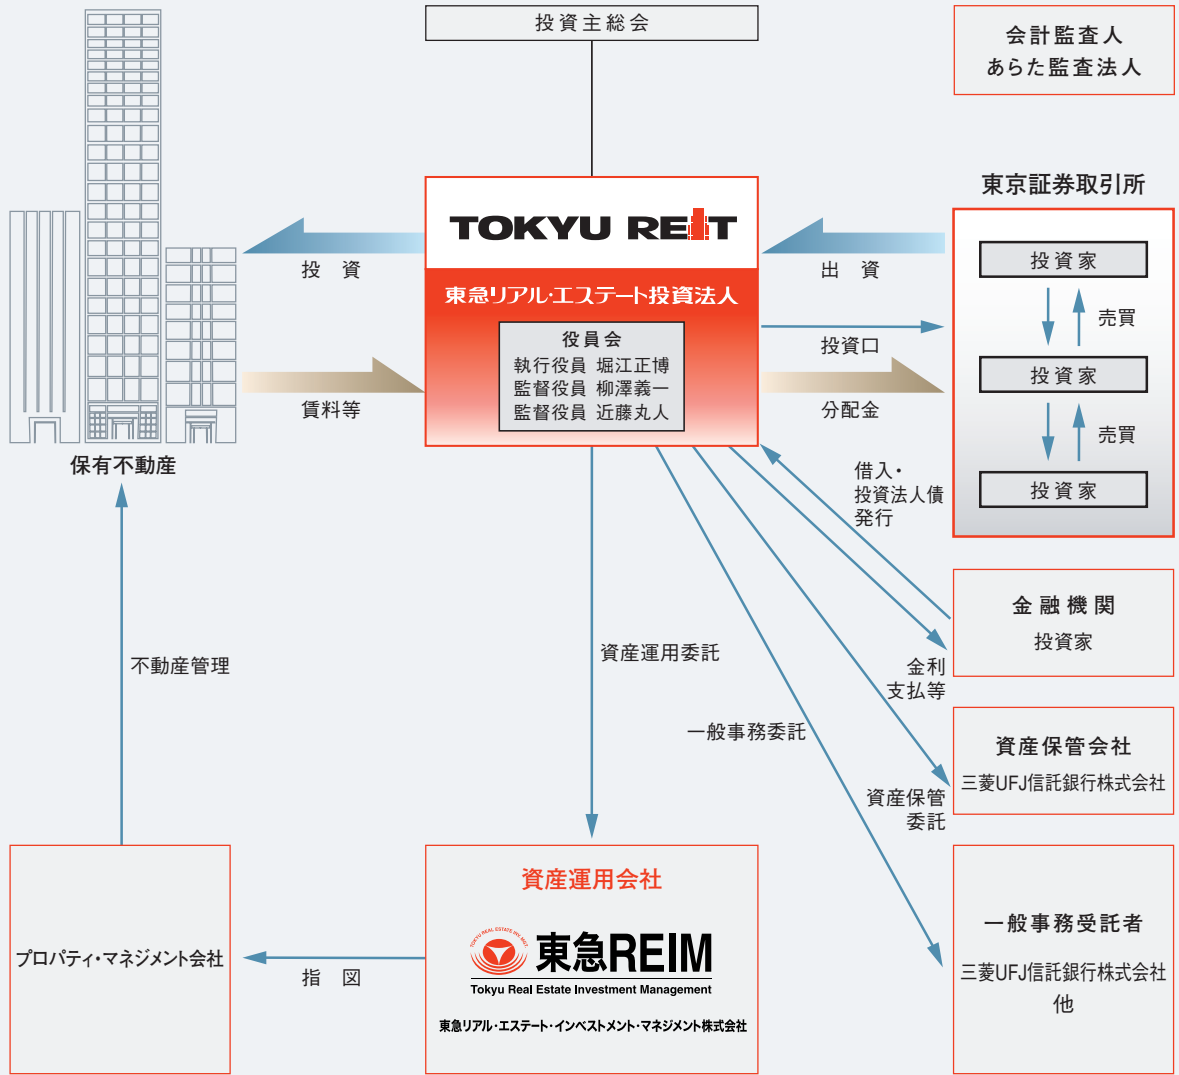 投資主総会
会計監査人
あらた監査法人
TOKYU REIT
東急リアル・エステート投資法人
役員会
執行役員 堀江正博
監督役員 柳澤義一
監督役員 近藤丸人
投 資
賃料等
保有不動産
出 資
投資口
分配金
東京証券取引所
投資家
売買
投資家
売買
投資家
借入・
投資法人債
発行
金利
支払等
金融機関
投資家
資産保管
委託
資産保管会社
三菱UFJ信託銀行株式会社
一般事務委託
一般事務受託者
三菱UFJ信託銀行株式会社
他
資産運用委託
資産運用会社
TOKYU REAL ESTATE INV. MGT.
東急REIM
Tokyu Real Estate Investment Management
東急リアル・エステート・インベストメント・マネジメント株式会社
指 図
プロパティ・マネジメント会社
不動産管理